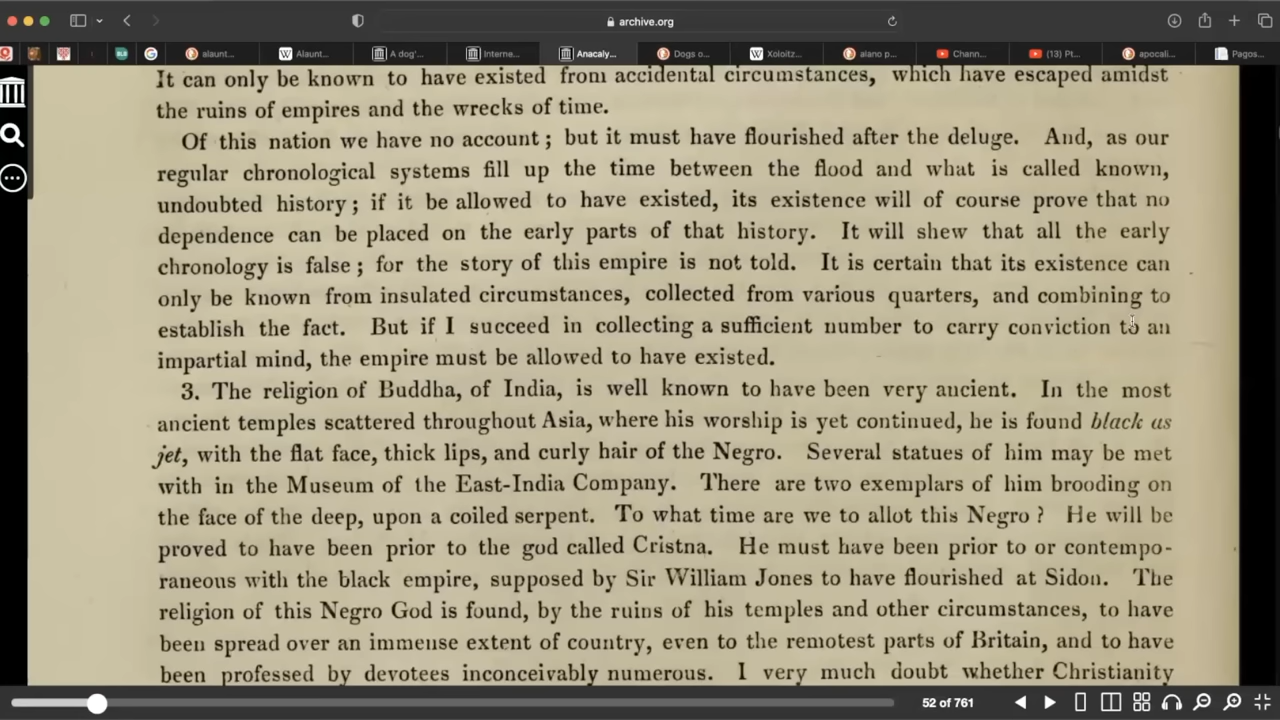 archive.org
BLB
alaunt...
Alaunt...
A dog'...
Interne...
Anacaly...
Dogs o...
Xoloitz...
alano p...
Chann...
(13) Pt...
apocali...
Pagos...
It can only be known to have existed from accidental circumstances, which have escaped amidst
the ruins of empires and the wrecks of time.
Of this nation we have no account; but it must have flourished after the deluge. And, as our
regular chronological systems fill up the time between the flood and what is called known,
undoubted history; if it be allowed to have existed, its existence will of course prove that no
dependence can be placed on the early parts of that history. It will shew that all the early
chronology is false; for the story of this empire is not told. It is certain that its existence can
only be known from insulated circumstances, collected from various quarters, and combining to
establish the fact. But if I succeed in collecting a sufficient number to carry conviction to an
impartial mind, the empire must be allowed to have existed.
3. The religion of Buddha, of India, is well known to have been very ancient. In the most
ancient temples scattered throughout Asia, where his worship is yet continued, he is found black as
jet, with the flat face, thick lips, and curly hair of the Negro. Several statues of him may be met
with in the Museum of the East-India Company. There are two exemplars of him brooding on
the face of the deep, upon a coiled serpent. To what time are we to allot this Negro? He will be
proved to have been prior to the god called Cristna. He must have been prior to or contempo-
raneous with the black empire, supposed by Sir William Jones to have flourished at Sidon. The
religion of this Negro God is found, by the ruins of his temples and other circumstances, to have
been spread over an immense extent of country, even to the remotest parts of Britain, and to have
been professed by devotees inconceivably numerous. I very much doubt whether Christianity
52 of 761